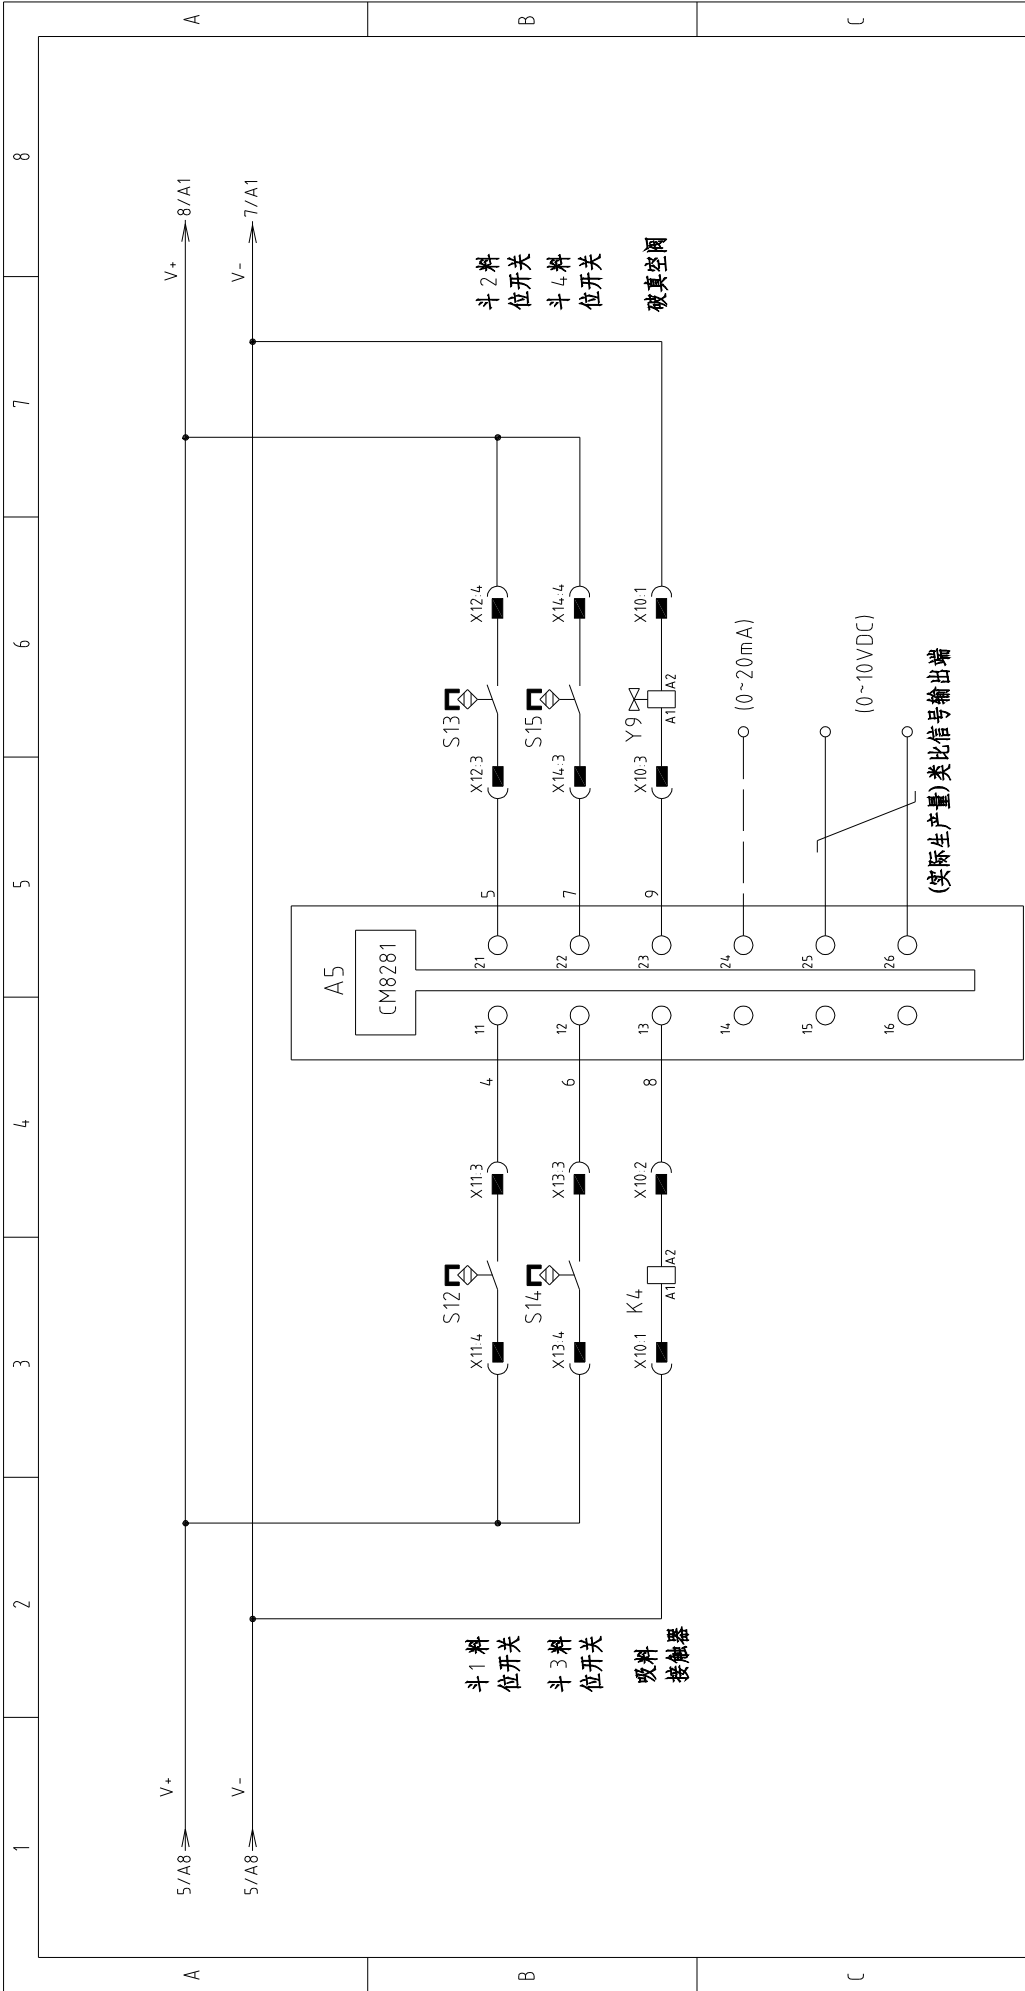 1
2
3
4
5
6
7
8
A
A
B
B
C
C
5/A8
V+
V+
8/A1
5/A8
V-
V-
7/A1
A5
CM8281
斗1料
位开关
X11:4
S12
X11:3
4
11
21
5
X12:3
S13
X12:4
斗2料
位开关
斗3料
位开关
X13:4
S14
X13:3
6
12
22
7
X14:3
S15
X14:4
斗4料
位开关
吸料
接触器
X10:1
K4
A1
A2
X10:2
8
13
23
9
X10:3
Y9
A1
A2
X10:1
破真空阀
14
24
(0~20mA)
15
25
(0~10VDC)
16
26
(实际生产量)类比信号输出端